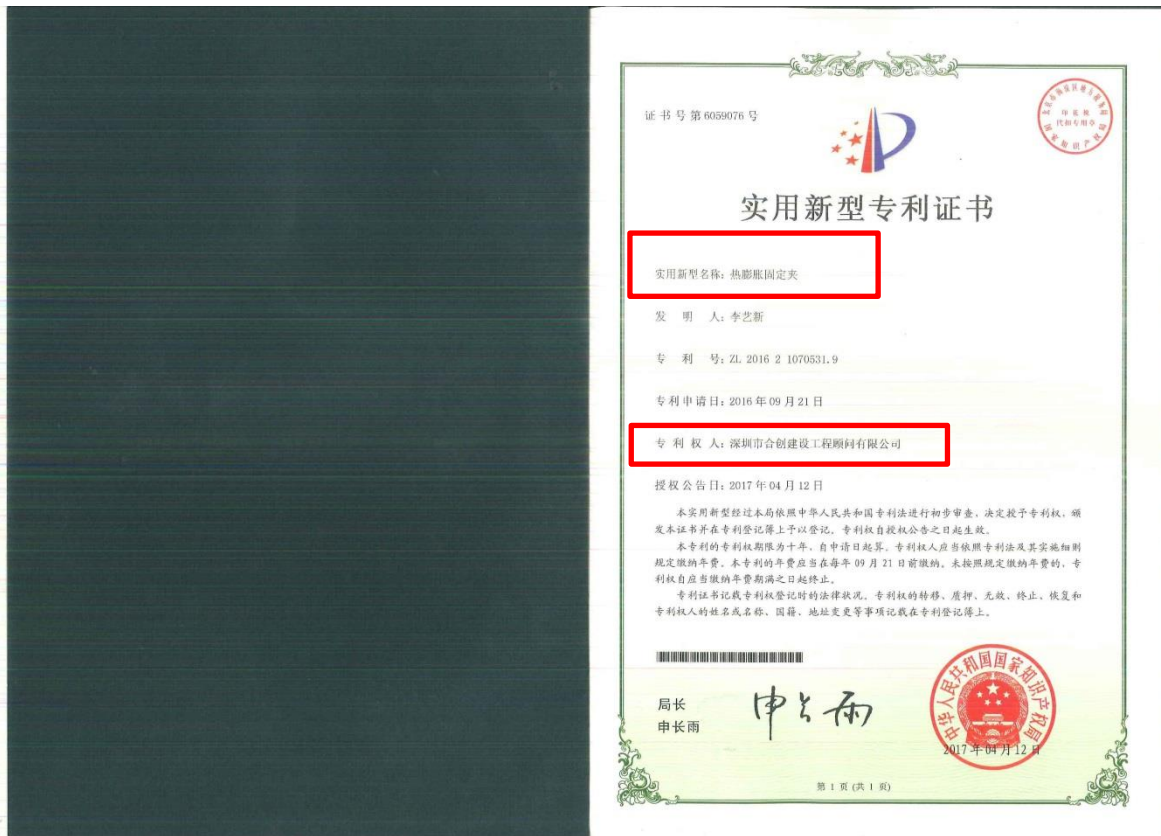 证书号第6059076号
印花税
代扣专用章
国家知识产权局
实用新型专利证书
实用新型名称：热膨胀固定夹
发明人：李艺新
专利号：ZL 2016 2 1070531.9
专利申请日：2016年09月21日
专利权人：深圳市合创建设工程顾问有限公司
授权公告日：2017年04月12日
本实用新型经过本局依照中华人民共和国专利法进行初步审查，决定授予专利权，颁
发本证书并在专利登记簿上予以登记。专利权自授权公告之日起生效。
本专利的专利权期限为十年，自申请日起算。专利权人应当依照专利法及其实施细则
规定缴纳年费。本专利的年费应当在每年09月21日前缴纳。未按照规定缴纳年费的，专
利权自应当缴纳年费期满之日起终止。
专利证书记载专利权登记时的法律状况。专利权的转移、质押、无效、终止、恢复和
专利权人的姓名或名称、国籍、地址变更等事项记载在专利登记簿上。
局长
申长雨
申长雨
中华人民共和国国家知识产权局
2017年04月12日
第1页(共1页)